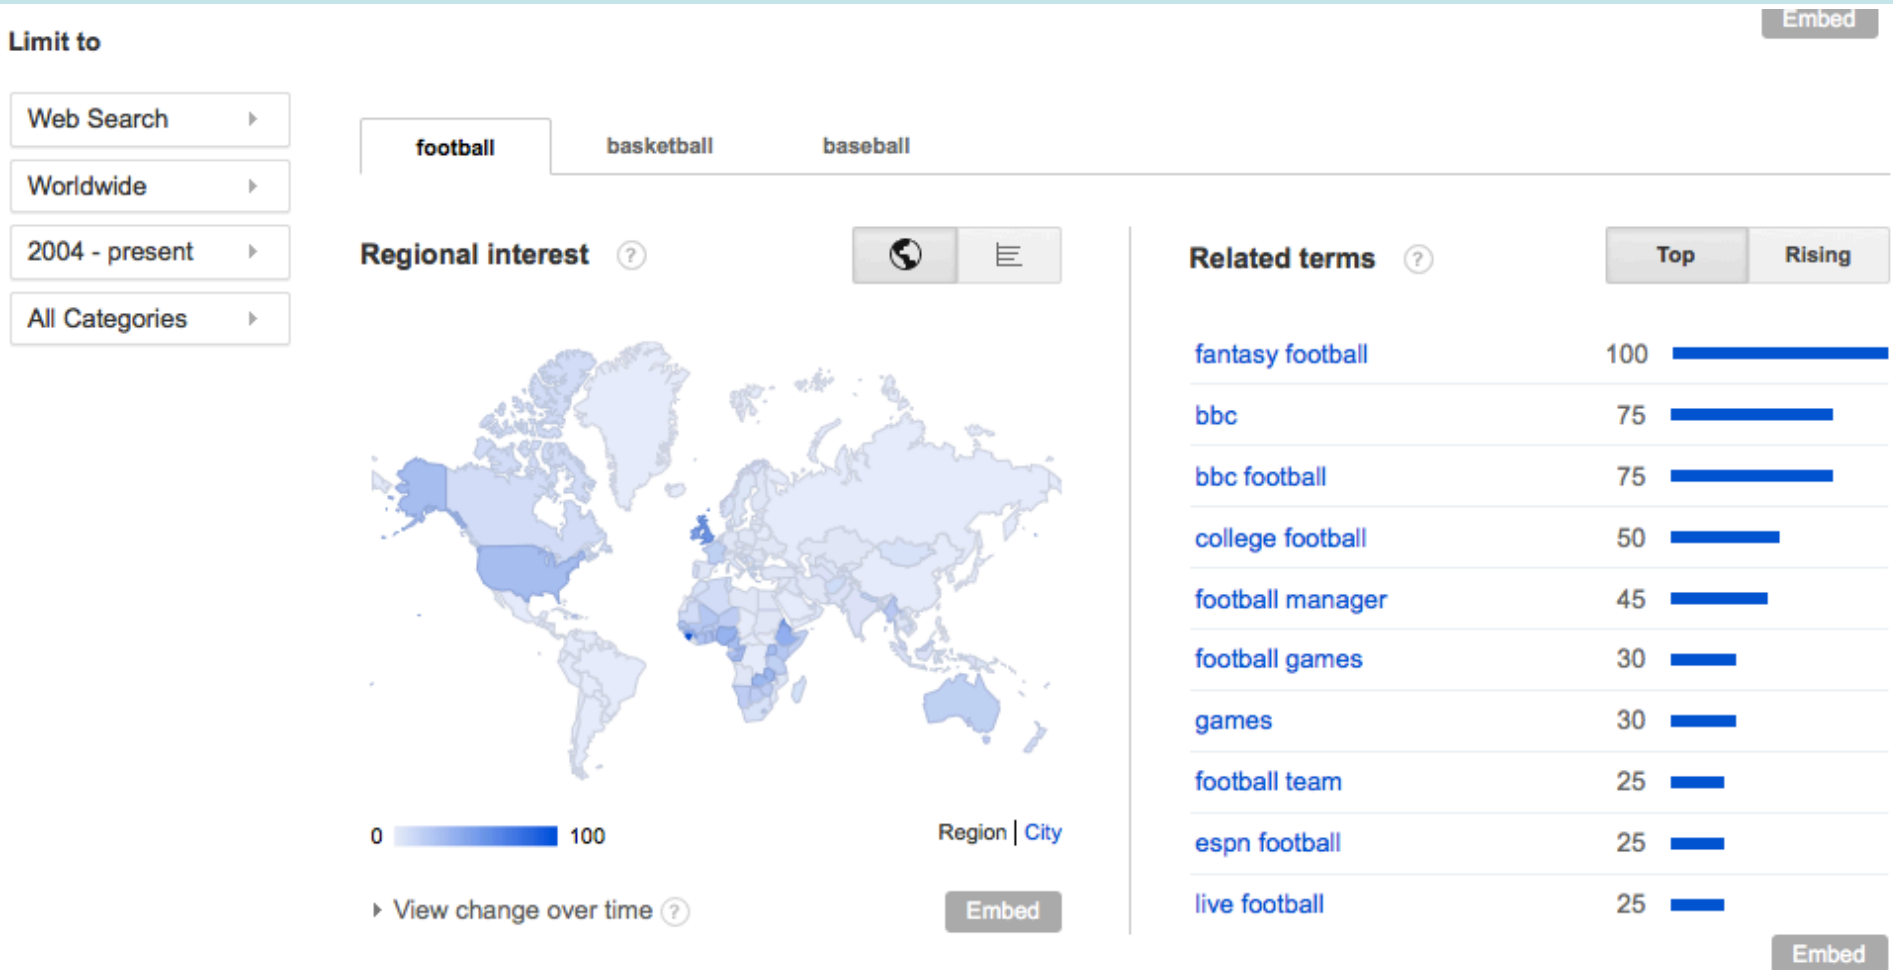 Embed
Limit to
Web Search
Worldwide
2004 - present
All Categories
football basketball baseball
Regional interest ?
0 100
Region | City
View change over time ?
Embed
Related terms ?
Top Rising
fantasy football 100
bbc 75
bbc football 75
college football 50
football manager 45
football games 30
games 30
football team 25
espn football 25
live football 25
Embed